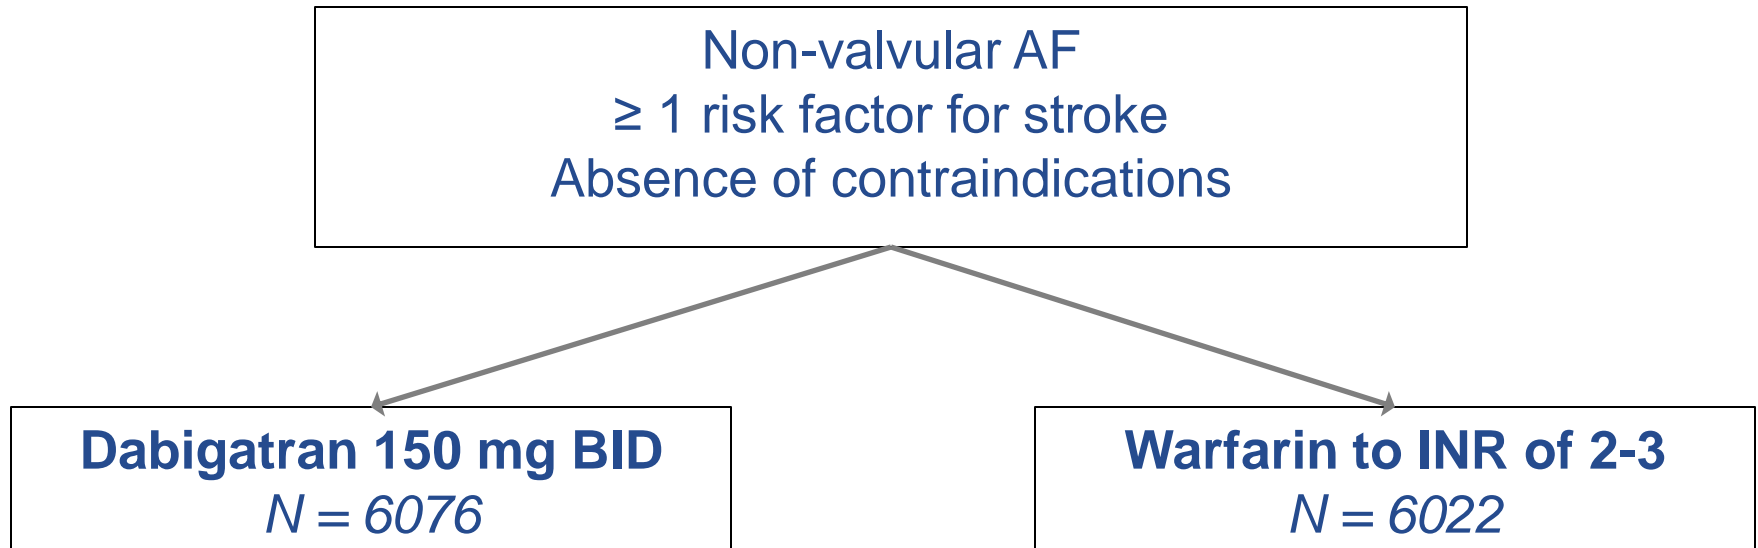 Non-valvular AF
≥ 1 risk factor for stroke
Absence of contraindications
Dabigatran 150 mg BID
N = 6076
Warfarin to INR of 2-3
N = 6022